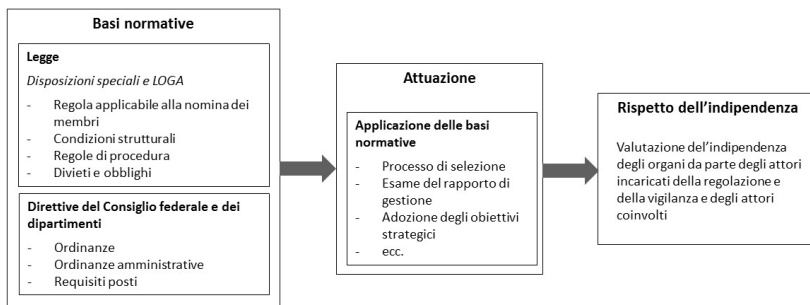 Basi normative
Legge
Disposizioni speciali e LOGA
- Regola applicabile alla nomina dei
membri
- Condizioni strutturali
- Regole di procedura
- Divieti e obblighi
Direttive del Consiglio federale e dei
dipartimenti
- Ordinanze
- Ordinanze amministrative
- Requisiti posti
Attuazione
Applicazione delle basi
normative
- Processo di selezione
- Esame del rapporto di
gestione
- Adozione degli obiettivi
strategici
- ecc.
Rispetto dell’indipendenza
Valutazione del’indipendenza
degli organi da parte degli attori
incaricati della regolazione e
della vigilanza e degli attori
coinvolti